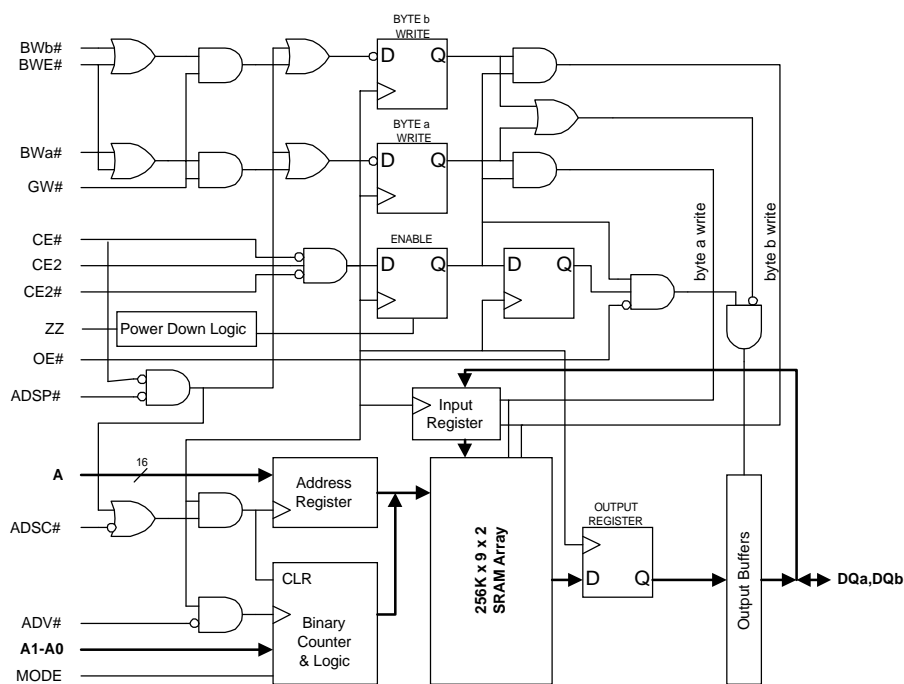 BYTE b
WRITE
BWb#
BWE#
D
Q
BYTE a
WRITE
BWa#
GW#
D
Q
byte a write
byte b write
CE#
CE2
CE2#
ENABLE
D
Q
D
Q
ZZ
Power Down Logic
OE#
ADSP#
Input
Register
A
16
Address
Register
ADSC#
256K x 9 x 2
SRAM Array
OUTPUT
REGISTER
D
Q
Output Buffers
DQa,DQb
CLR
Binary
Counter
& Logic
ADV#
A1-A0
MODE